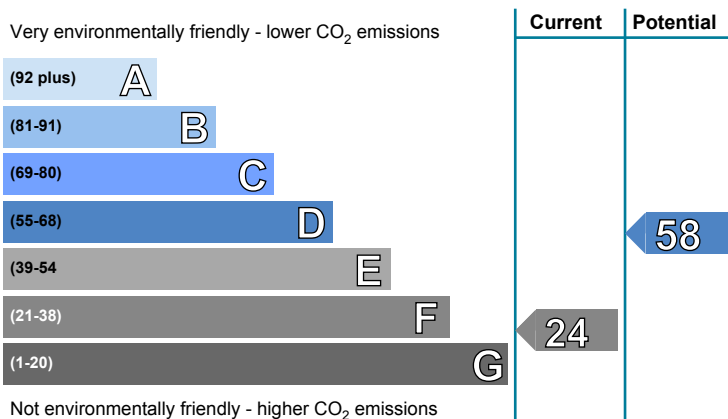 Current Potential
Very environmentally friendly - lower CO2 emissions
(92 plus) A
(81-91) B
(69-80) C
(55-68) D
58
(39-54 E
(21-38) F
24
(1-20) G
Not environmentally friendly - higher CO2 emissions